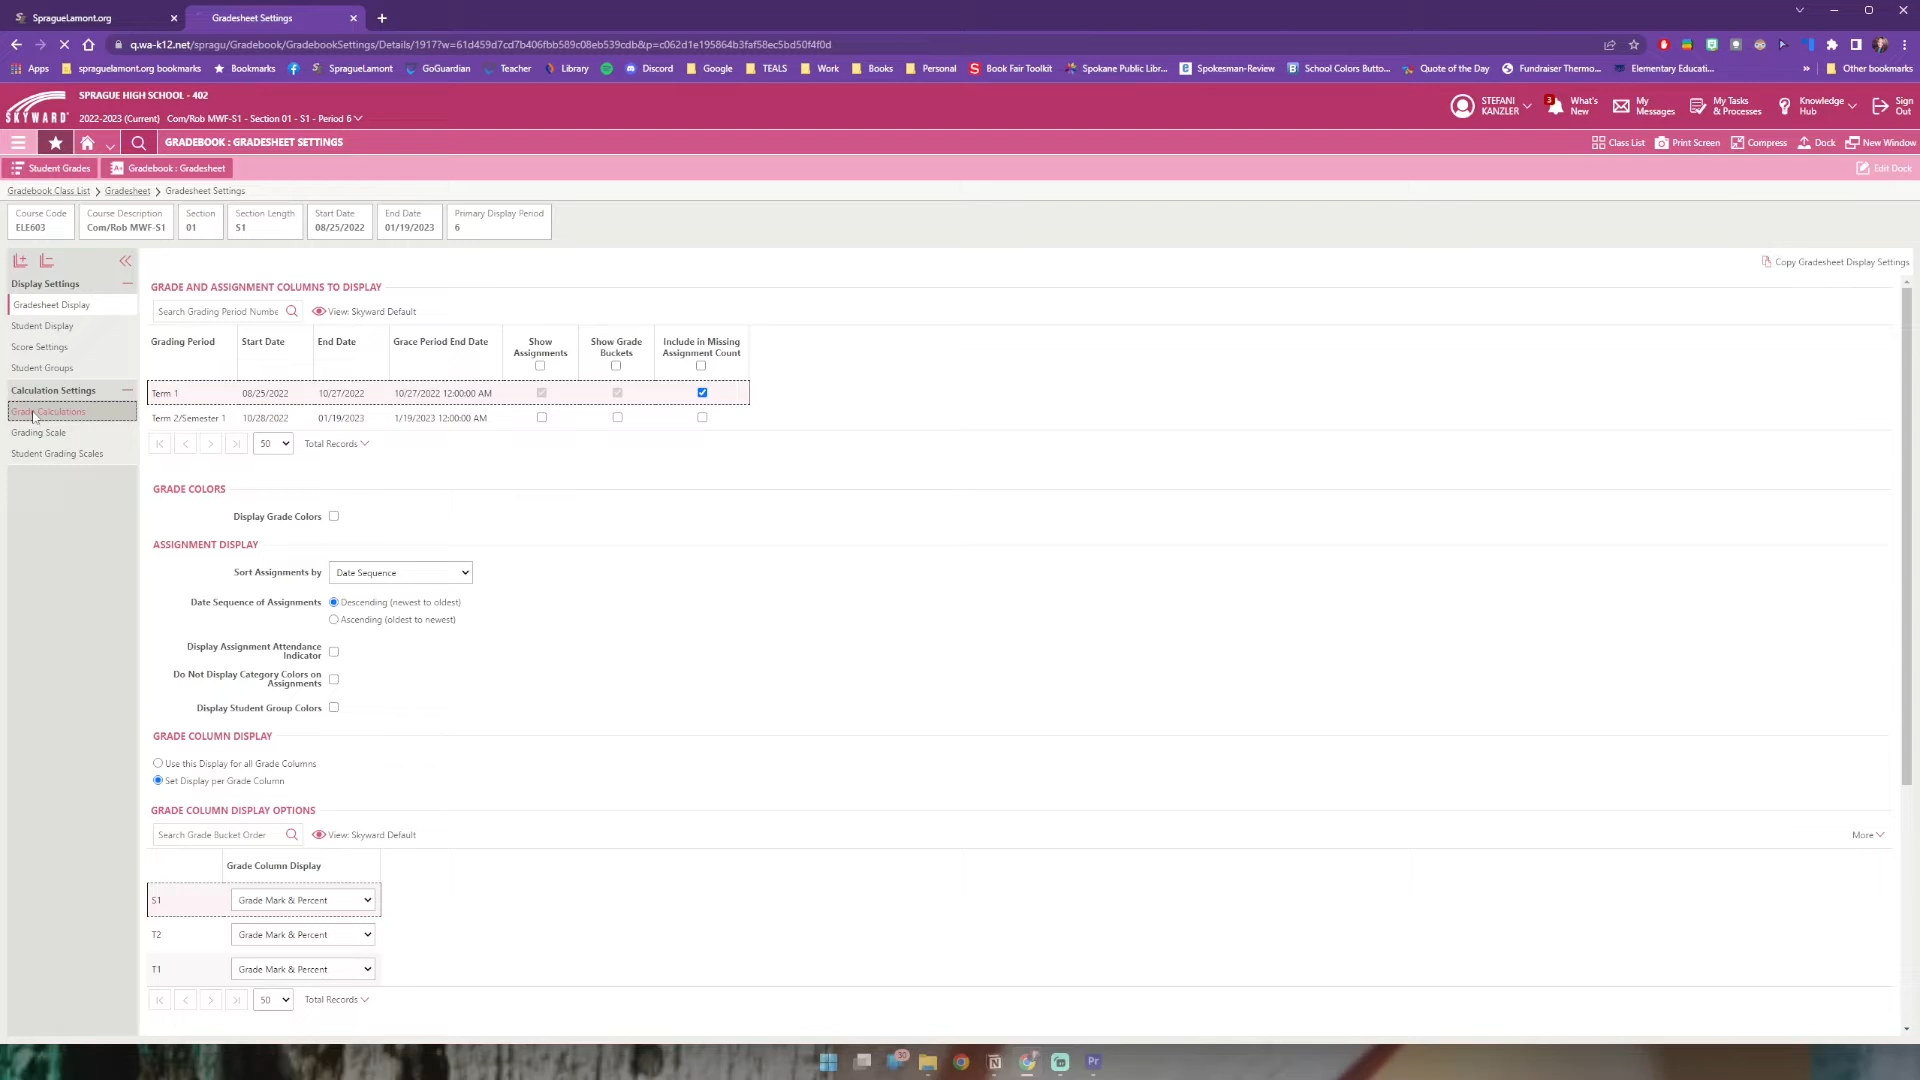 SpragueLamont.org
Gradesheet Settings
q.wa-k12.net/spragu/Gradebook/GradebookSettings/Details/1917?w=61d459d7cd7b406fbb589c08eb539cdb&p=c062d1e195864b3faf58ec5bd50f4f0d
Apps
spraguelamont.org bookmarks
Bookmarks
SpragueLamont
GoGuardian
Teacher
Library
Discord
Google
TEALS
Work
Books
Personal
Book Fair Toolkit
Spokane Public Libr...
Spokesman-Review
School Colors Butto...
Quote of the Day
Fundraiser Thermo...
Elementary Educati...
Other bookmarks
SKYWARD
SPRAGUE HIGH SCHOOL - 402
2022-2023 (Current) Com/Rob MWF-S1 - Section 01 - S1 - Period 6
STEFANI KANZLER
3
What's New
My Messages
My Tasks & Processes
Knowledge Hub
Sign Out
GRADEBOOK : GRADESHEET SETTINGS
Class List
Print Screen
Compress
Dock
New Window
Student Grades
Gradebook : Gradesheet
Edit Dock
Gradebook Class List > Gradesheet > Gradesheet Settings
Course Code
ELE603
Course Description
Com/Rob MWF-S1
Section
01
Section Length
S1
Start Date
08/25/2022
End Date
01/19/2023
Primary Display Period
6
Display Settings
Gradesheet Display
Student Display
Score Settings
Student Groups
Calculation Settings
Grade Calculations
Grading Scale
Student Grading Scales
Copy Gradesheet Display Settings
GRADE AND ASSIGNMENT COLUMNS TO DISPLAY
Search Grading Period Numbe
View: Skyward Default
Grading Period
Start Date
End Date
Grace Period End Date
Show Assignments
Show Grade Buckets
Include in Missing Assignment Count
Term 1 08/25/2022 10/27/2022 10/27/2022 12:00:00 AM
Term 2/Semester 1 10/28/2022 01/19/2023 1/19/2023 12:00:00 AM
50
Total Records
GRADE COLORS
Display Grade Colors
ASSIGNMENT DISPLAY
Sort Assignments by
Date Sequence
Date Sequence of Assignments
Descending (newest to oldest)
Ascending (oldest to newest)
Display Assignment Attendance
Indicator
Do Not Display Category Colors on
Assignments
Display Student Group Colors
GRADE COLUMN DISPLAY
Use this Display for all Grade Columns
Set Display per Grade Column
GRADE COLUMN DISPLAY OPTIONS
Search Grade Bucket Order
View: Skyward Default
More
Grade Column Display
S1 Grade Mark & Percent
T2 Grade Mark & Percent
T1 Grade Mark & Percent
50
Total Records
30
Pr